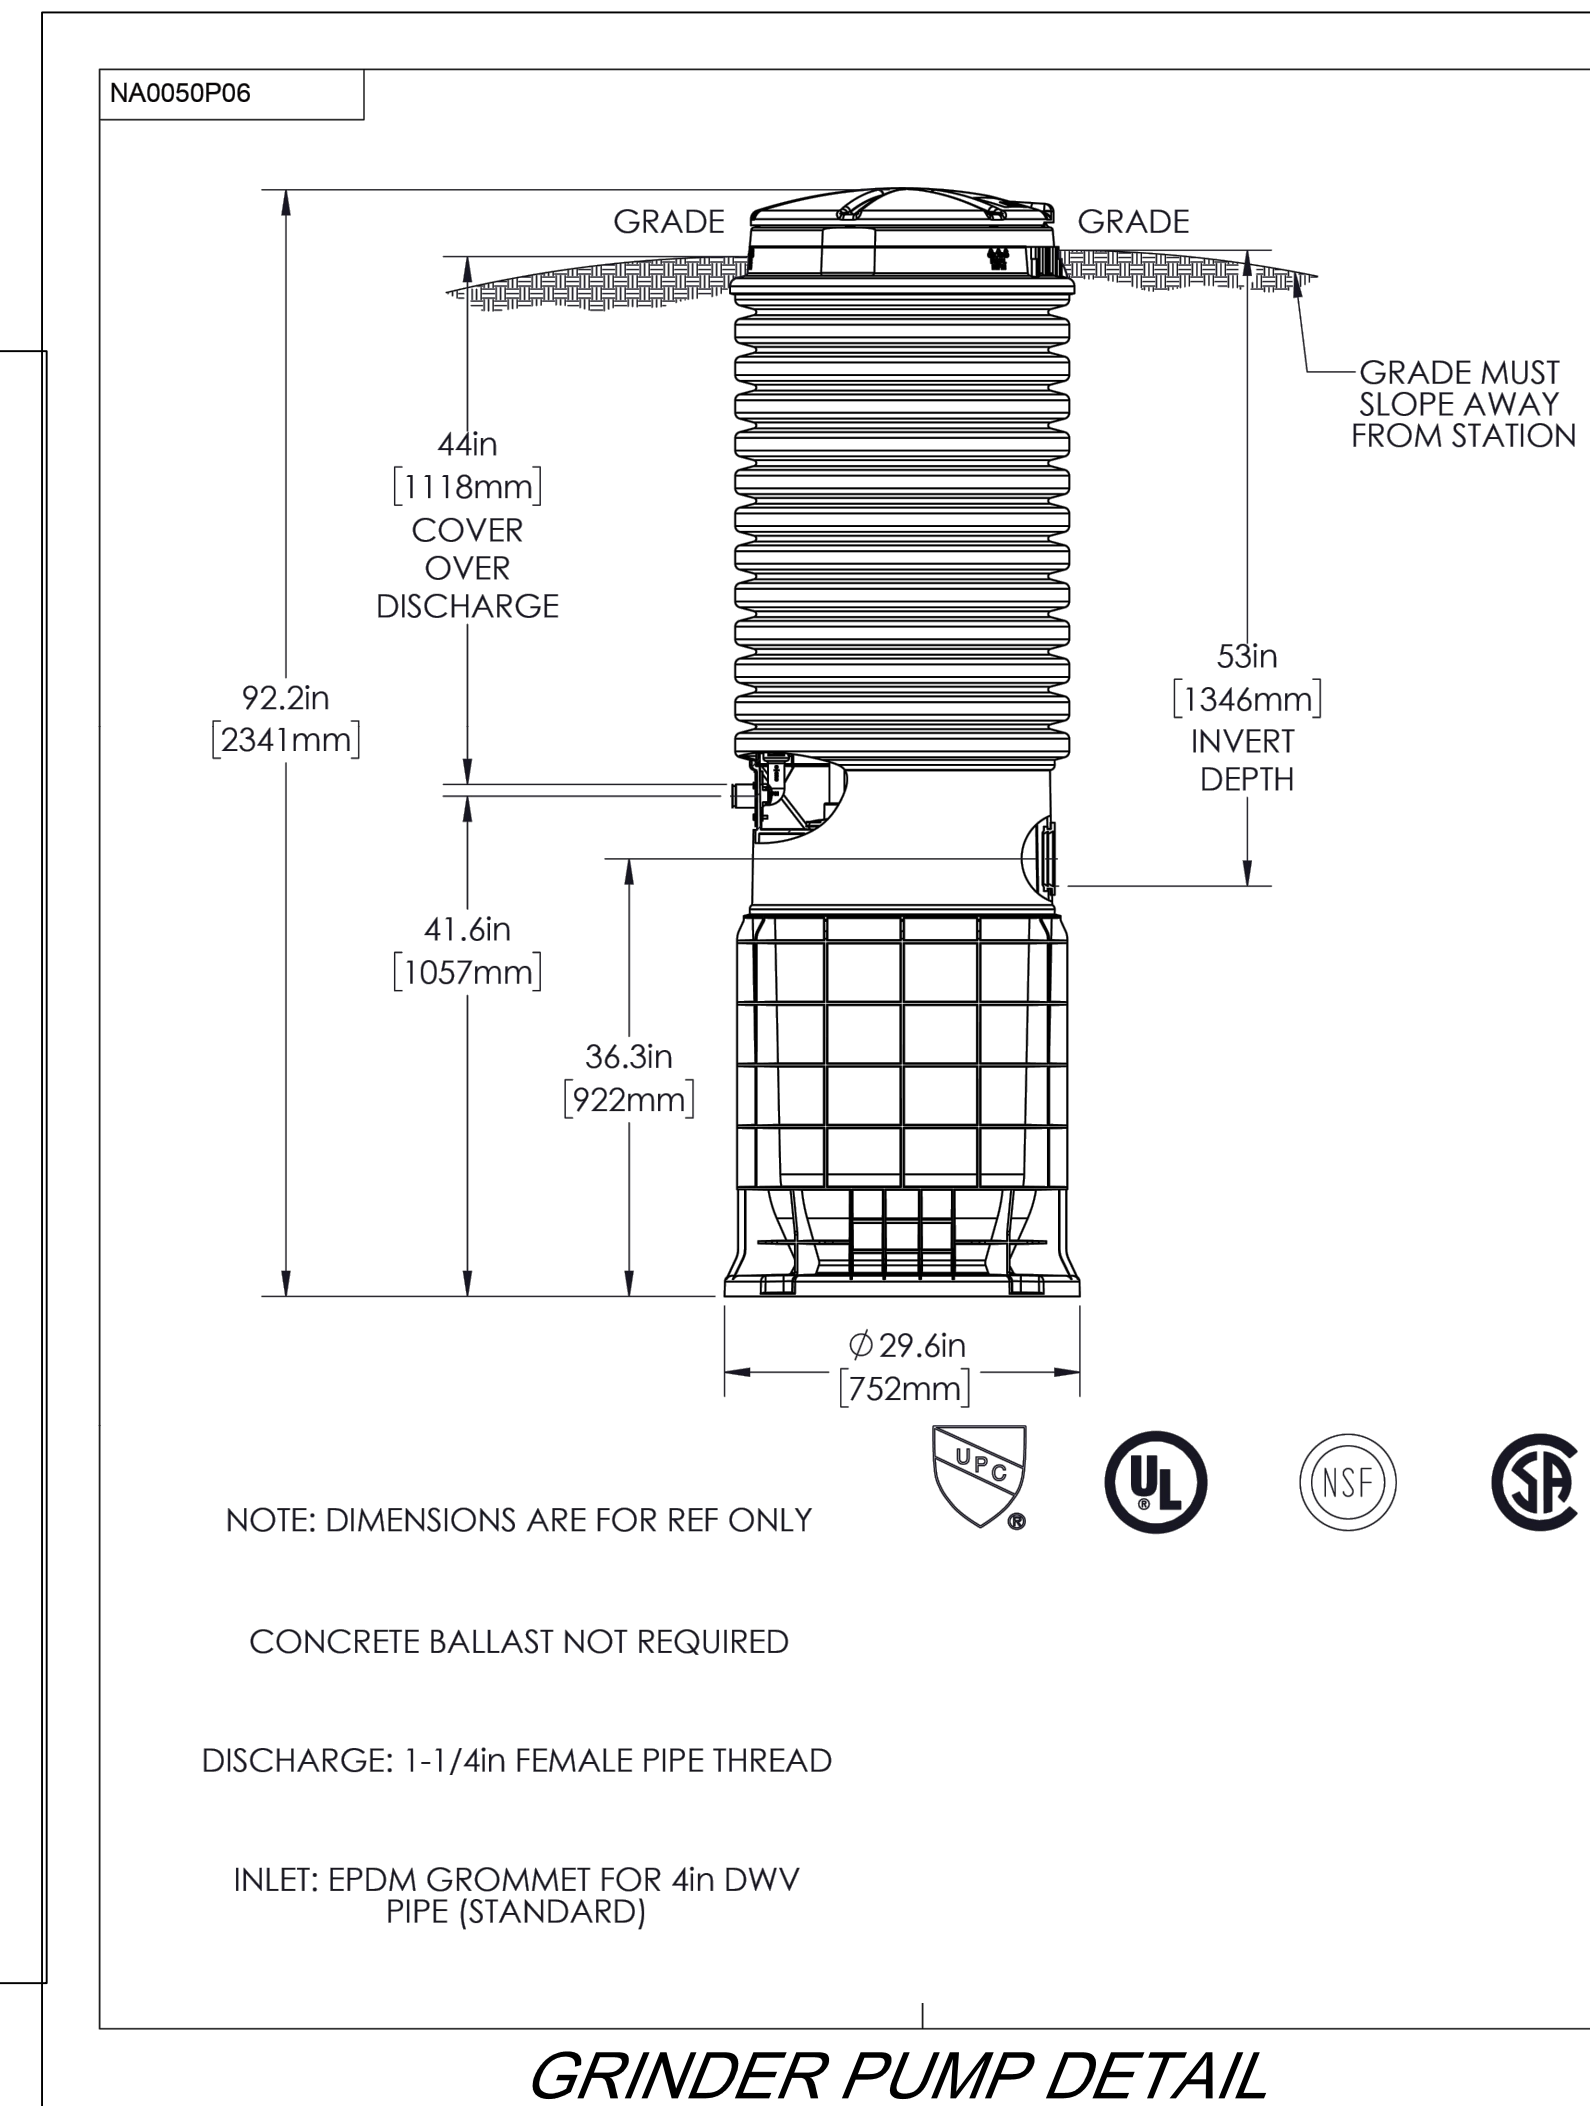 NA0050P06
GRADE
GRADE
GRADE MUST
SLOPE AWAY
FROM STATION
44in
[1118mm]
COVER
OVER
DISCHARGE
53in
[1346mm]
INVERT
DEPTH
92.2in
[2341mm]
41.6in
[1057mm]
36.3in
[922mm]
∅29.6in
[752mm]
UPC
®
UL
®
NSF
SA
NOTE: DIMENSIONS ARE FOR REF ONLY
CONCRETE BALLAST NOT REQUIRED
DISCHARGE: 1-1/4in FEMALE PIPE THREAD
INLET: EPDM GROMMET FOR 4in DWV
PIPE (STANDARD)
GRINDER PUMP DETAIL